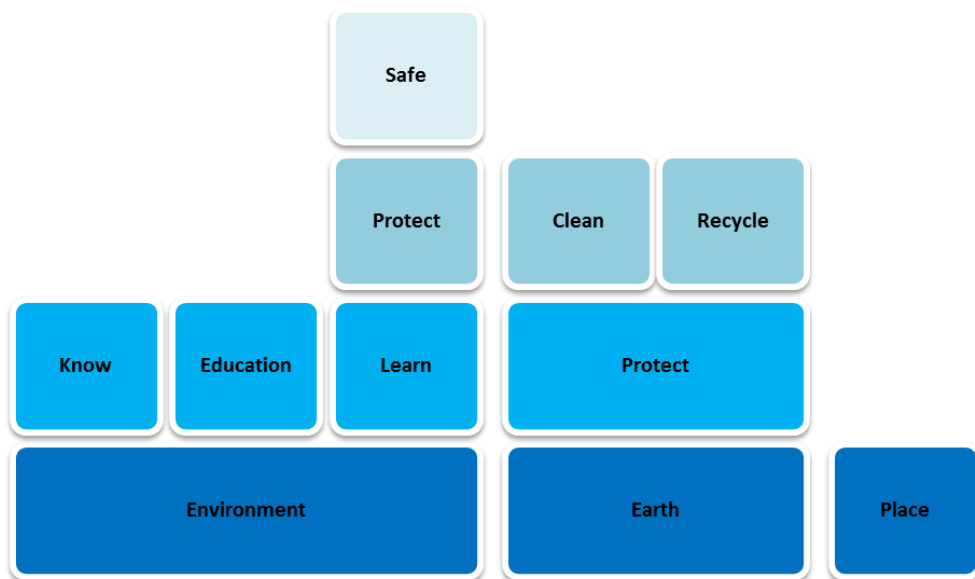 Safe
Protect Clean Recycle
Know Education Learn Protect
Environment Earth Place